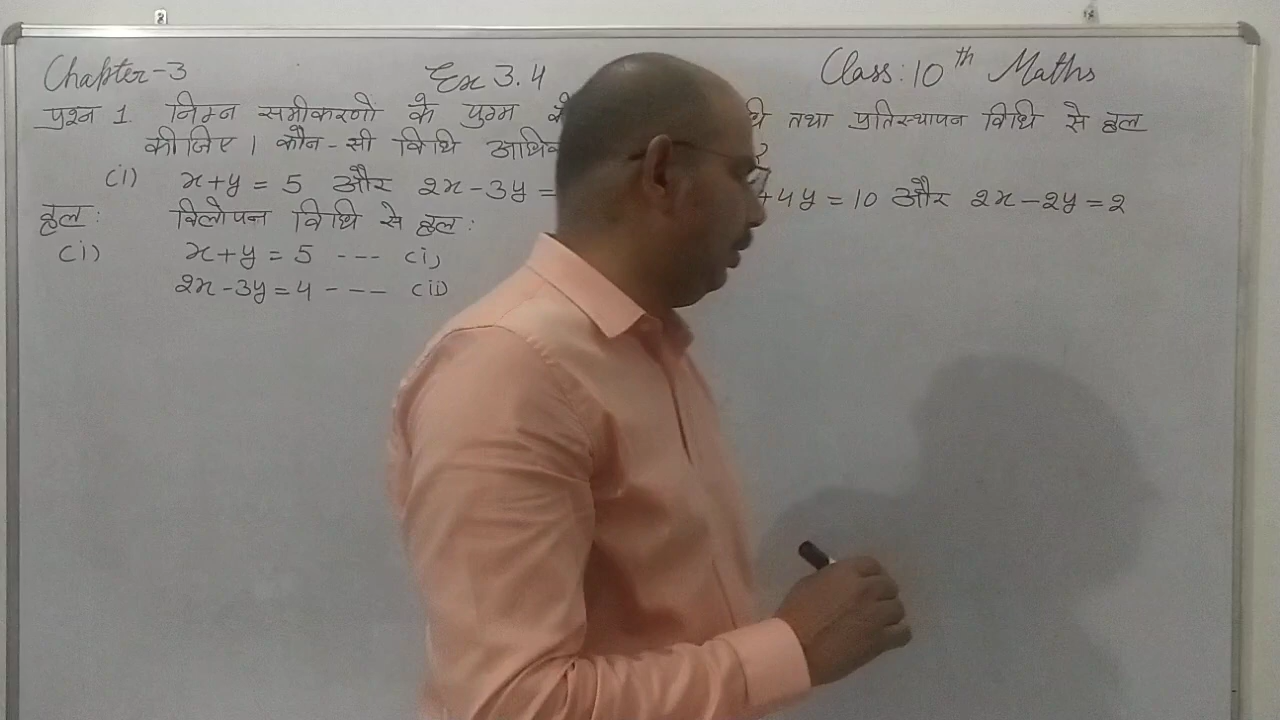 Chapter-3 Ex 3.4 Class: 10th Maths
प्रश्न 1. निम्न समीकरणों के युग्म तथा प्रतिस्थापन विधि से हल
कीजिए । कौन-सी विधि ?
(i) x+y = 5 और 2x-3y = +4y = 10 और 2x-2y=2
हल: विलोपन विधि से हल:
(i) x+y = 5 --- (i)
2x-3y=4 --- (ii)